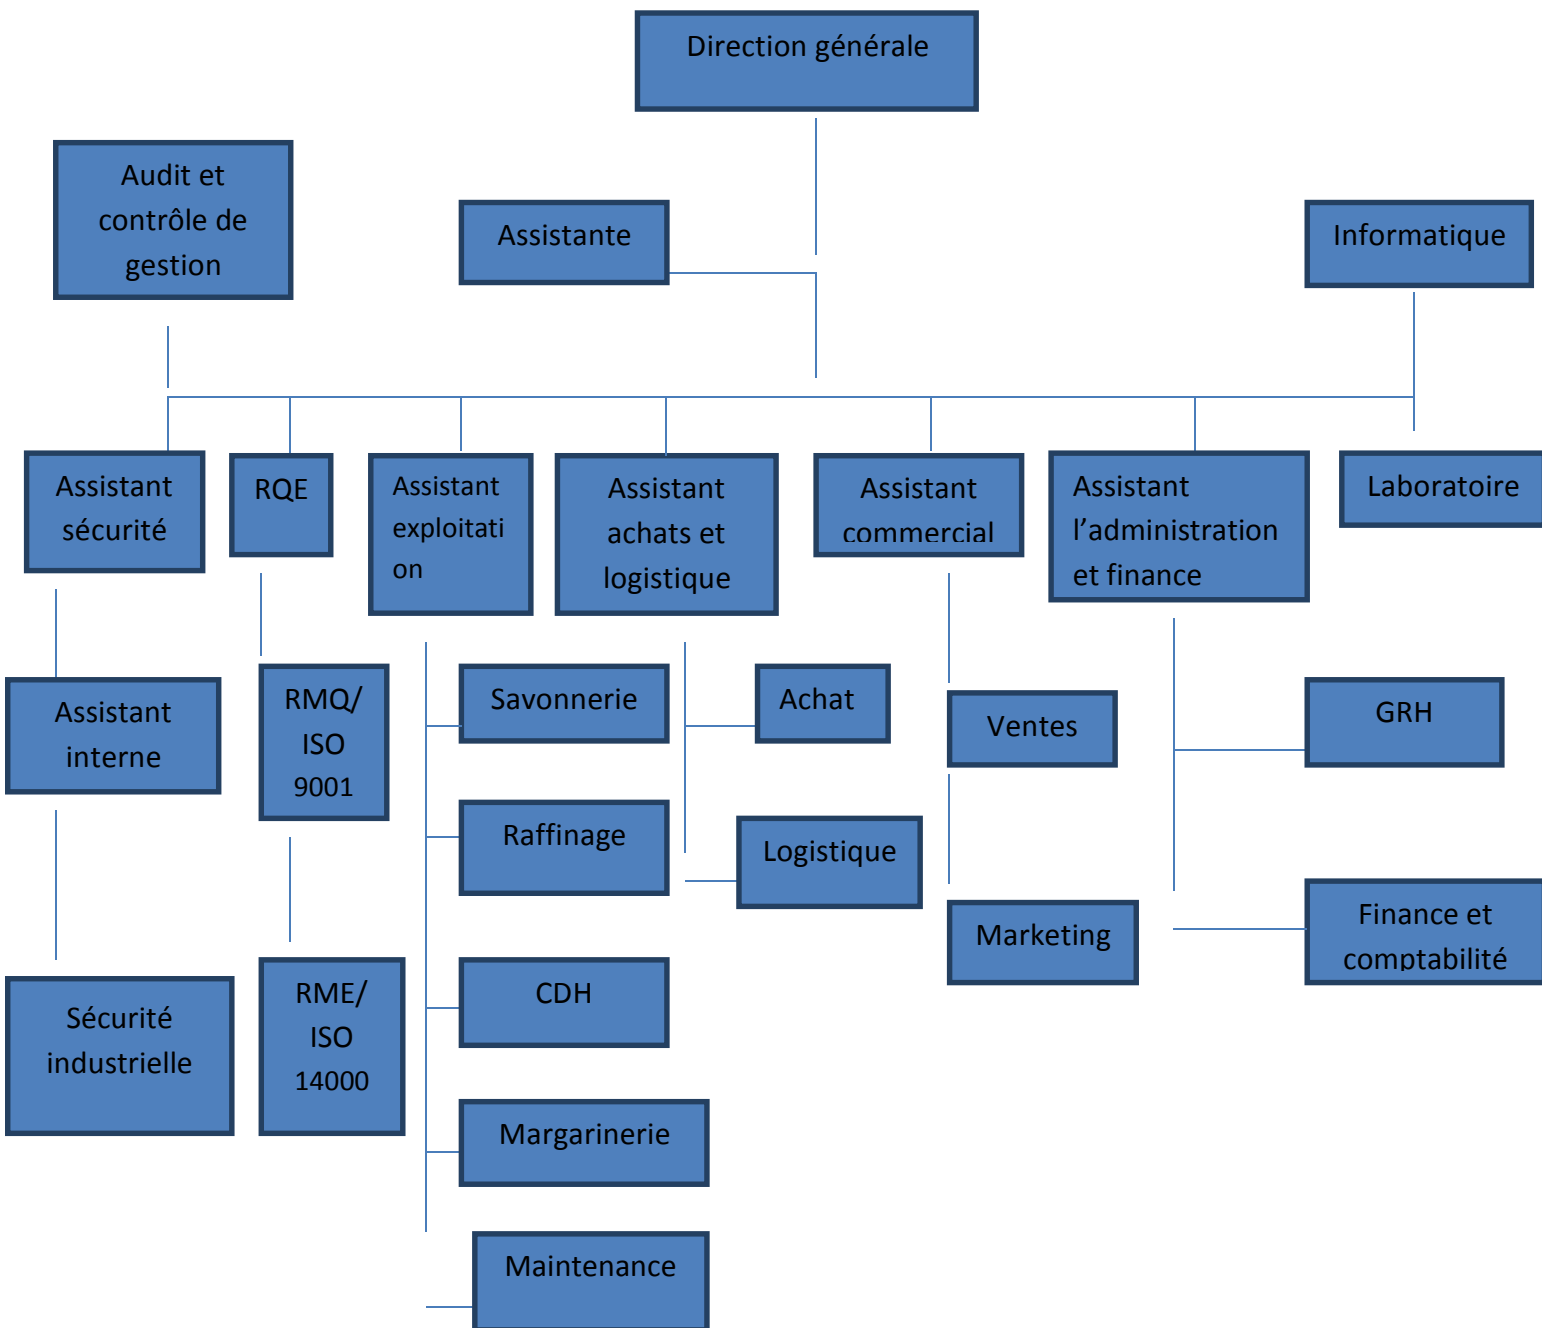 Direction générale
Audit et
contrôle de
gestion
Assistante
Informatique
Assistant
sécurité
RQE
Assistant
exploitati
on
Assistant
achats et
logistique
Assistant
commercial
Assistant
l’administration
et finance
Laboratoire
Assistant
interne
RMQ/
ISO
9001
Savonnerie
Achat
Ventes
GRH
Raffinage
Logistique
Marketing
Finance et
comptabilité
Sécurité
industrielle
RME/
ISO
14000
CDH
Margarinerie
Maintenance